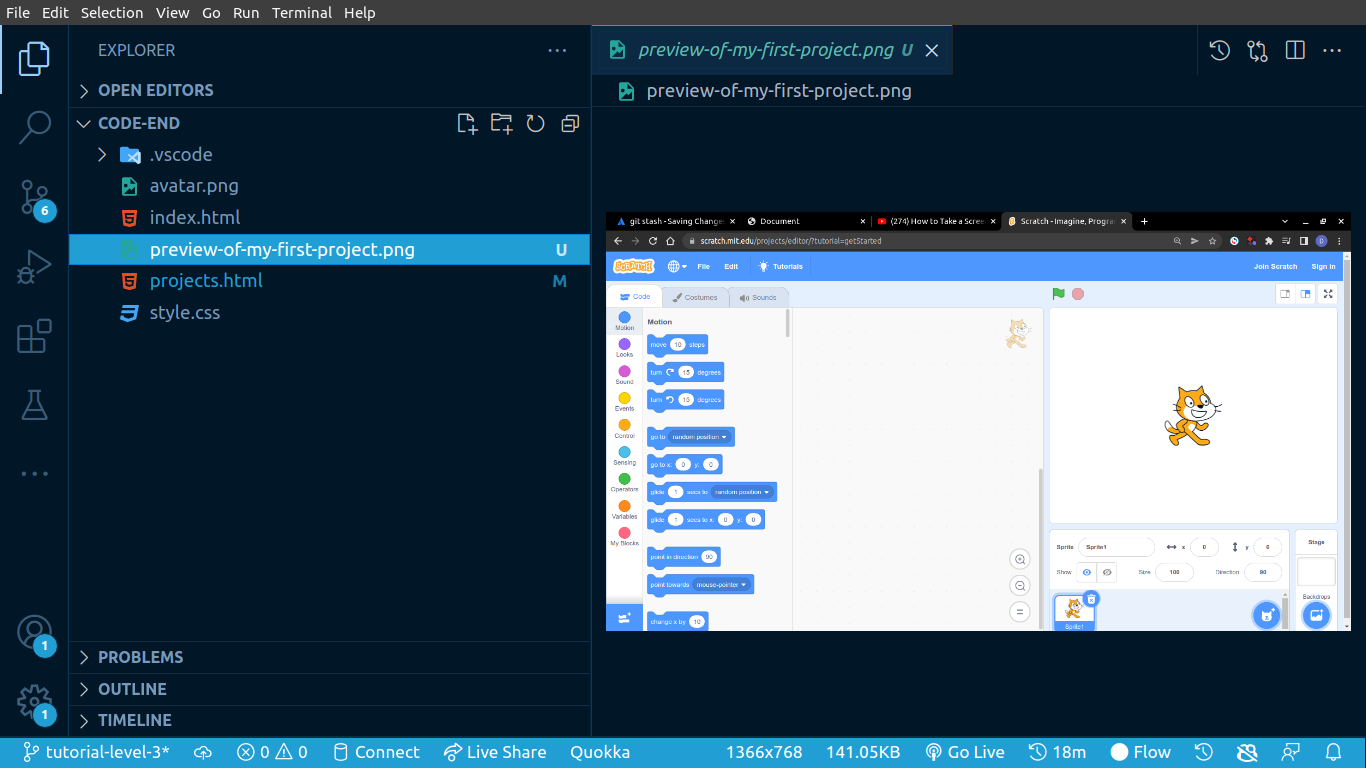 File Edit Selection View Go Run Terminal Help
EXPLORER
OPEN EDITORS
CODE-END
.vscode
avatar.png
index.html
preview-of-my-first-project.png U
projects.html M
style.css
PROBLEMS
OUTLINE
TIMELINE
6
1
1
preview-of-my-first-project.png U
preview-of-my-first-project.png
git stash - Saving Change Document (274) How to Take a Scree Scratch - Imagine, Progra
scratch.mit.edu/projects/editor/?tutorial=getStarted D
SCRATCH File Edit Tutorials Join Scratch Sign in
Code Costumes Sounds
Motion
Looks
Sound
Events
Control
Sensing
Operators
Variables
My Blocks
Motion
move 10 steps
turn 15 degrees
turn 15 degrees
go to random position
go to x: 0 y: 0
glide 1 secs to random position
glide 1 secs to x: 0 y: 0
point in direction 90
point towards mouse-pointer
change x by 10
Sprite Sprite1 x 0 y 0
Show Size 100 Direction 90
Sprite1
Stage
Backdrops
tutorial-level-3* 0 0 Connect Live Share Quokka 1366x768 141.05KB Go Live 18m Flow